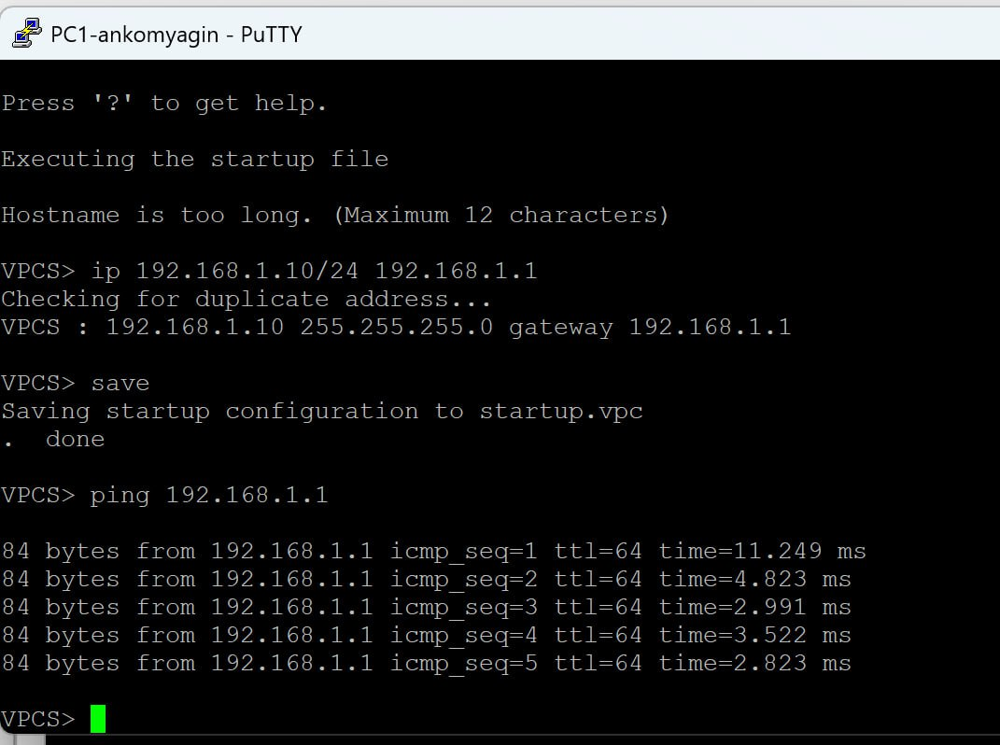 PC1-ankomyagin - PuTTY
Press '?' to get help.
Executing the startup file
Hostname is too long. (Maximum 12 characters)
VPCS> ip 192.168.1.10/24 192.168.1.1
Checking for duplicate address...
VPCS : 192.168.1.10 255.255.255.0 gateway 192.168.1.1
VPCS> save
Saving startup configuration to startup.vpc
.  done
VPCS> ping 192.168.1.1
84 bytes from 192.168.1.1 icmp_seq=1 ttl=64 time=11.249 ms
84 bytes from 192.168.1.1 icmp_seq=2 ttl=64 time=4.823 ms
84 bytes from 192.168.1.1 icmp_seq=3 ttl=64 time=2.991 ms
84 bytes from 192.168.1.1 icmp_seq=4 ttl=64 time=3.522 ms
84 bytes from 192.168.1.1 icmp_seq=5 ttl=64 time=2.823 ms
VPCS>